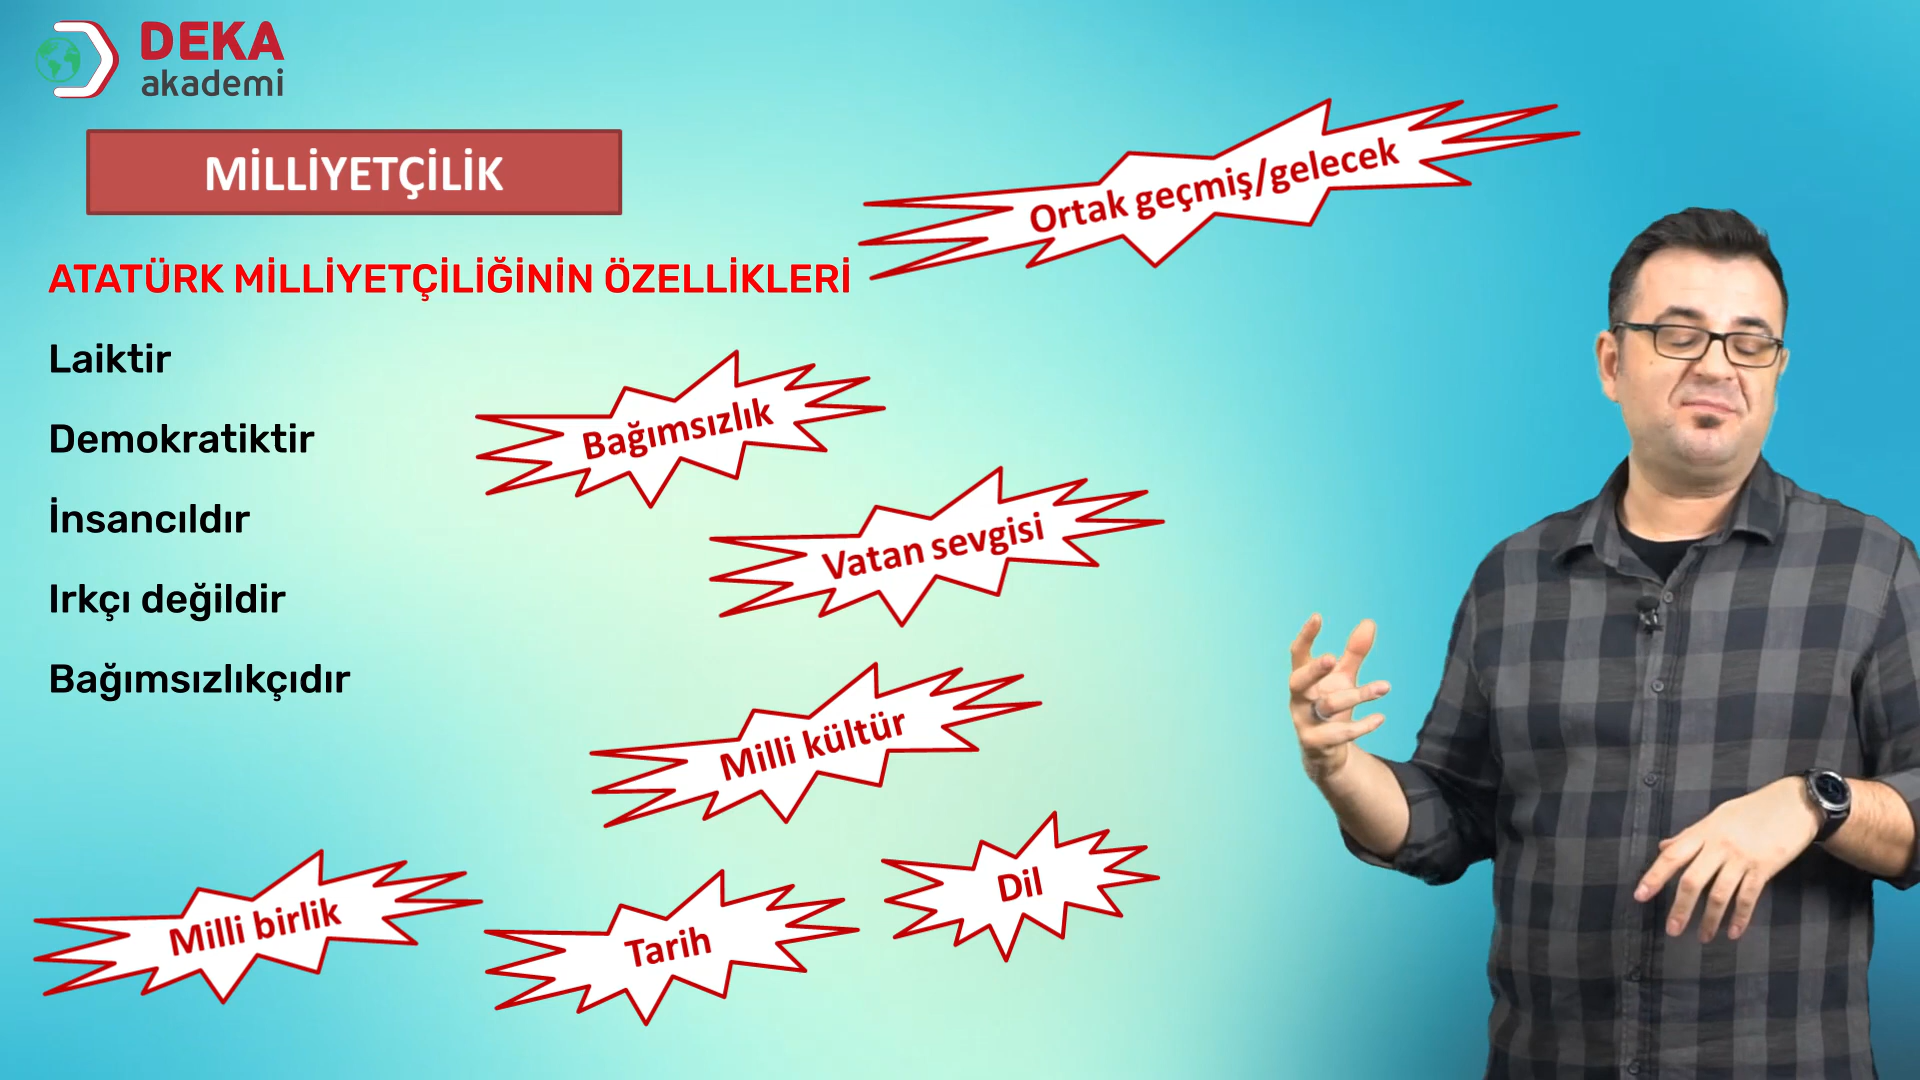 DEKA
akademi
MİLLİYETÇİLİK
Ortak geçmiş/gelecek
ATATÜRK MİLLİYETÇİLİĞİNİN ÖZELLİKLERİ
Laiktir
Demokratiktir
Bağımsızlık
İnsancıldır
Vatan sevgisi
Irkçı değildir
Bağımsızlıkçıdır
Milli kültür
Milli birlik
Tarih
Dil